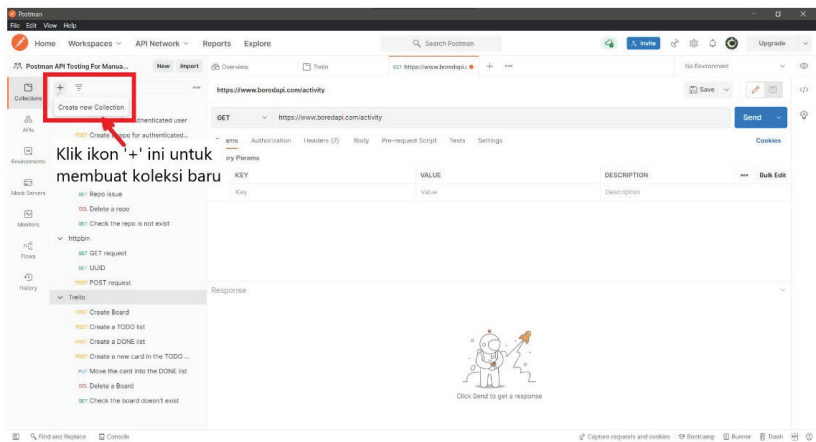 Postman
File Edit View Help
Home Workspaces API Network Reports Explore
Search Postman
Invite
Upgrade
Postman API Testing For Manua...
New Import
Overview
Trello
GET https://www.boredapi.
No Environment
Collections
Create new Collection
https://www.boredapi.com/activity
Save
thenticated user
POST Create
repo for authenticated...
GET https://www.boredapi.com/activity
Send
APIs
Authorization Headers (7) Body Pre-request Script Tests Settings
Cookies
Klik ikon '+' ini untuk
membuat koleksi baru
Environments
KEY VALUE DESCRIPTION Bulk Edit
Key Value Description
Mock Servers
GET Repo issue
DEL Delete a repo
GET Check the repo is not exist
Monitors
httpbin
GET GET request
GET UUID
POST POST request
Flows
History
Response
Trello
POST Create Board
POST Create a TODO list
POST Create a DONE list
POST Create a new card in the TODO ...
PUT Move the card into the DONE list
DEL Delete a Board
GET Check the board doesn't exist
Click Send to get a response
Find and Replace Console
Capture requests and cookies Bootcamp Runner Trash